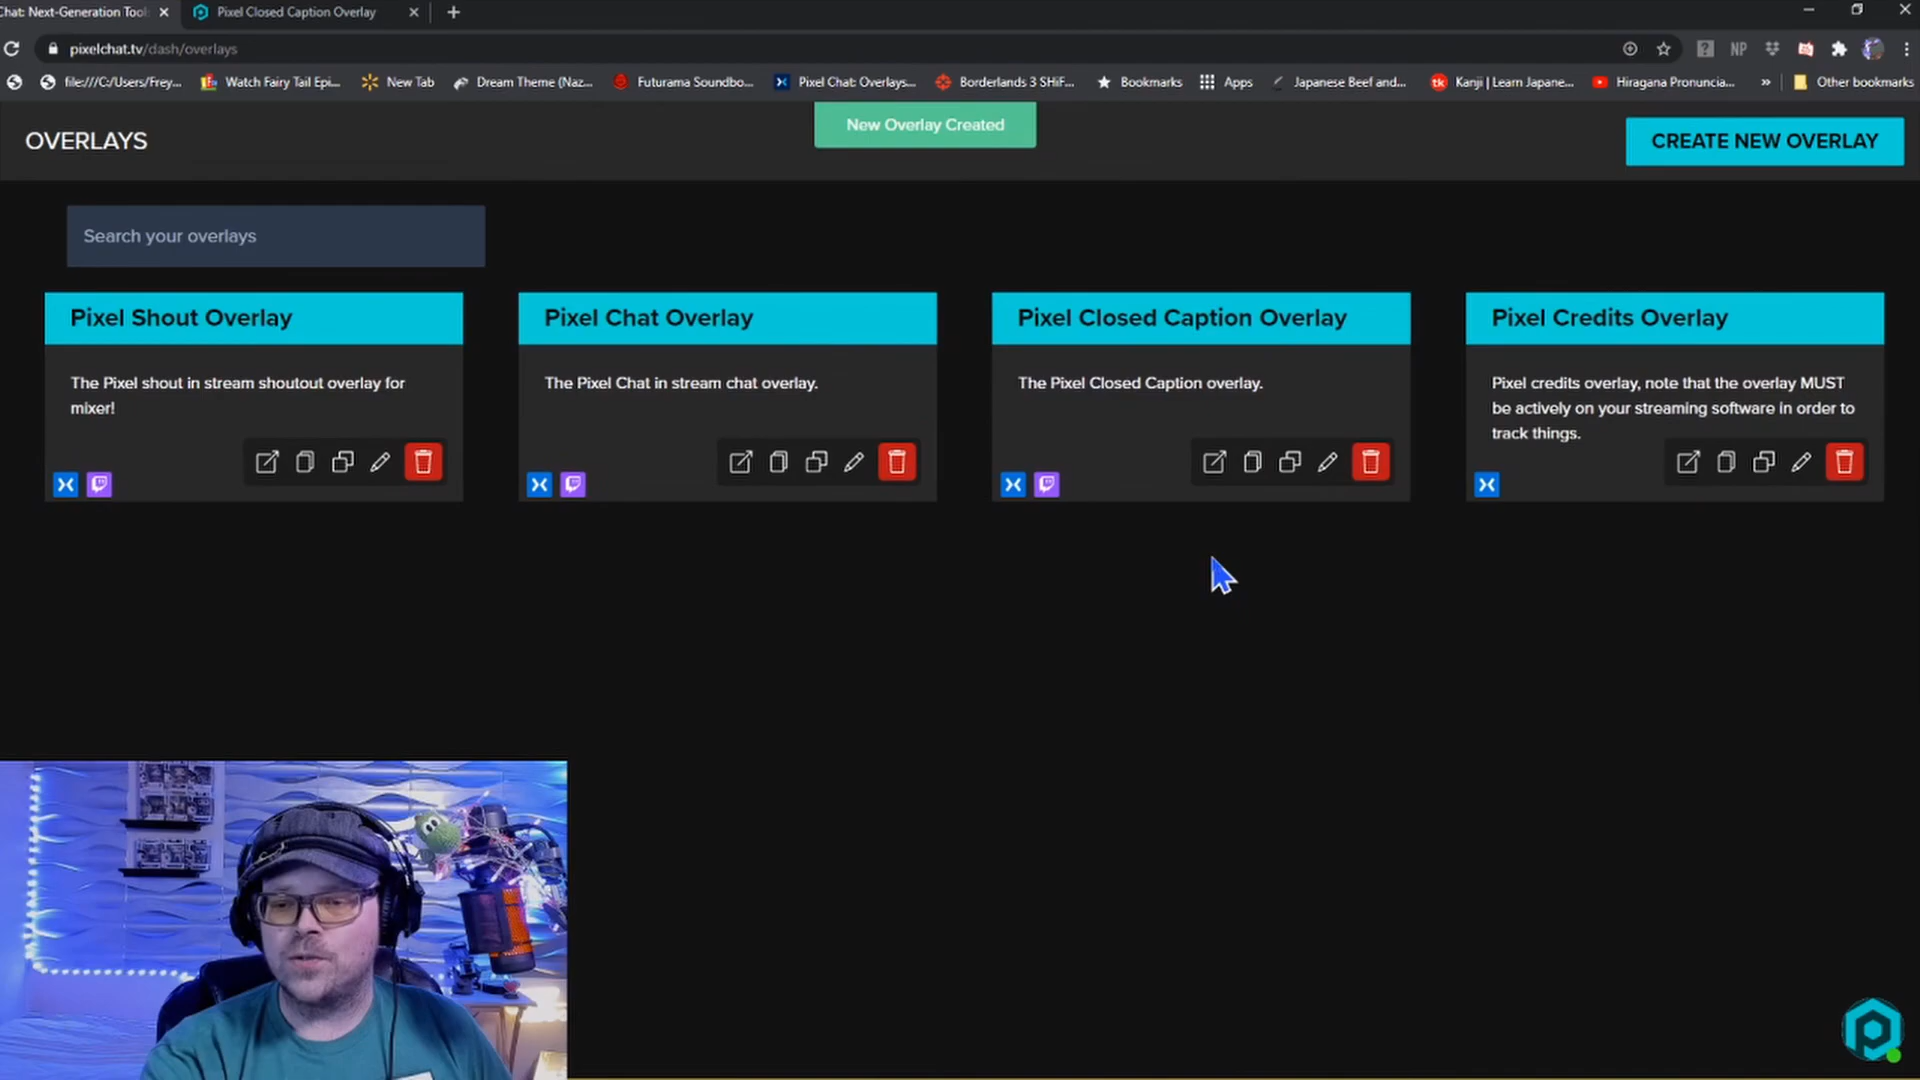 Chat: Next-Generation Tool
Pixel Closed Caption Overlay
pixelchat.tv/dash/overlays
file:///C:/Users/Frey...
Watch Fairy Tail Epi...
New Tab
Dream Theme (Naz...
Futurama Soundbo...
Pixel Chat: Overlays...
Borderlands 3 SHiF...
Bookmarks
Apps
Japanese Beef and...
tk
Kanji | Learn Japane...
Hiragana Pronuncia...
»
Other bookmarks
NP
OVERLAYS
New Overlay Created
CREATE NEW OVERLAY
Search your overlays
Pixel Shout Overlay
The Pixel shout in stream shoutout overlay for
mixer!
Pixel Chat Overlay
The Pixel Chat in stream chat overlay.
Pixel Closed Caption Overlay
The Pixel Closed Caption overlay.
Pixel Credits Overlay
Pixel credits overlay, note that the overlay MUST
be actively on your streaming software in order to
track things.